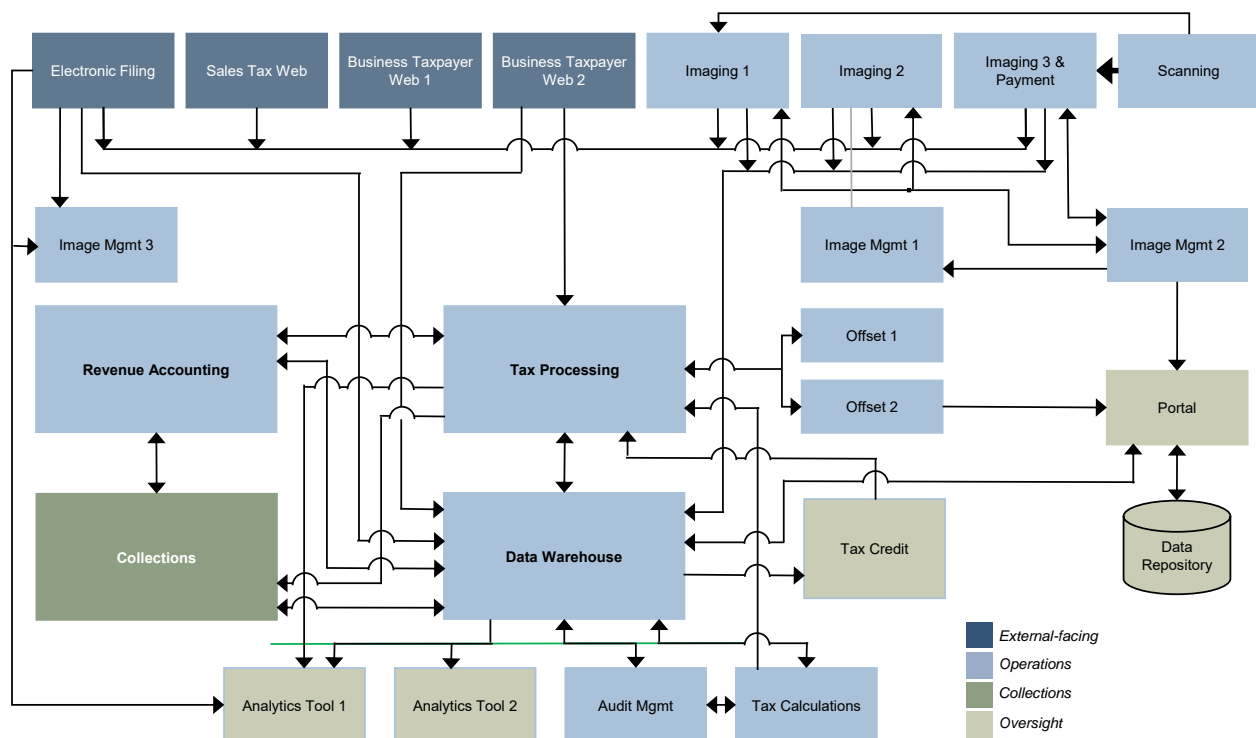 Electronic Filing
Sales Tax Web
Business Taxpayer
Web 1
Business Taxpayer
Web 2
Imaging 1
Imaging 2
Imaging 3 &
Payment
Scanning
Image Mgmt 3
Image Mgmt 1
Image Mgmt 2
Revenue Accounting
Tax Processing
Offset 1
Offset 2
Portal
Collections
Data Warehouse
Tax Credit
Data
Repository
Analytics Tool 1
Analytics Tool 2
Audit Mgmt
Tax Calculations
External-facing
Operations
Collections
Oversight